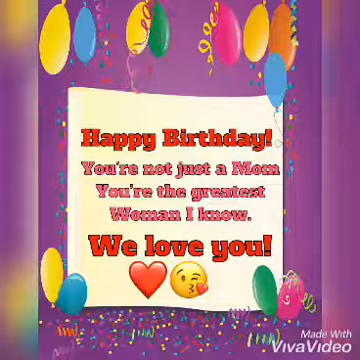 Happy Birthday!
You're not just a Mom
You're the greatest
Woman I know.
We love you!
Made With
VivaVideo